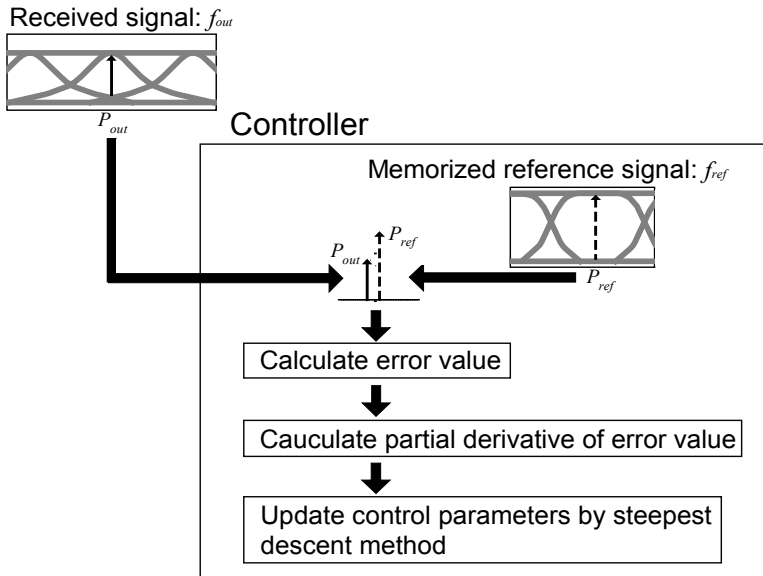 Received signal: fout
Pout
Controller
Memorized reference signal: fref
Pref
Pout
Pref
Calculate error value
Cauculate partial derivative of error value
Update control parameters by steepest
descent method